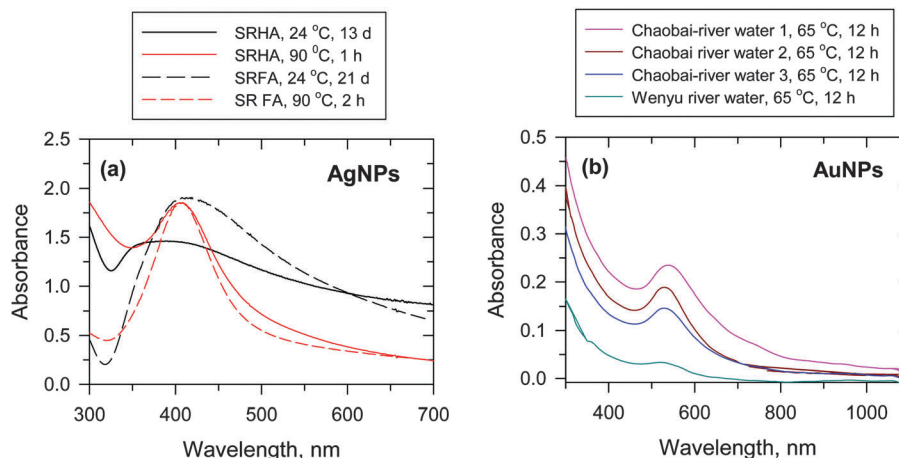 SRHA, 24 °C, 13 d
SRHA, 90 °C, 1 h
SRFA, 24 °C, 21 d
SR FA, 90 °C, 2 h
(a)
AgNPs
2.5
2.0
1.5
1.0
0.5
0.0
Absorbance
300 400 500 600 700
Wavelength, nm
Chaobai-river water 1, 65 °C, 12 h
Chaobai river water 2, 65 °C, 12 h
Chaobai-river water 3, 65 °C, 12 h
Wenyu river water, 65 °C, 12 h
(b)
AuNPs
0.5
0.4
0.3
0.2
0.1
0.0
Absorbance
400 600 800 1000
Wavelength, nm